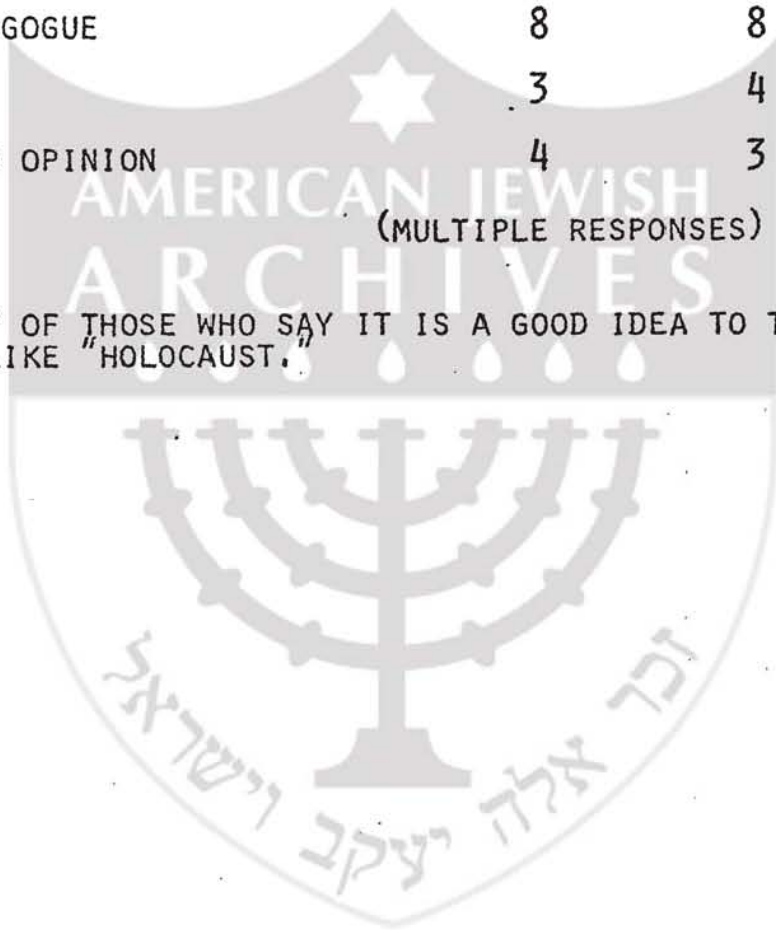 GOGUE 8 8
3 4
OPINION 4 3
AMERICAN JEWISH
(MULTIPLE RESPONSES)
ARCHIVES
OF THOSE WHO SAY IT IS A GOOD IDEA TO T
IKE "HOLOCAUST."
זכר אלה יעקב וישראל